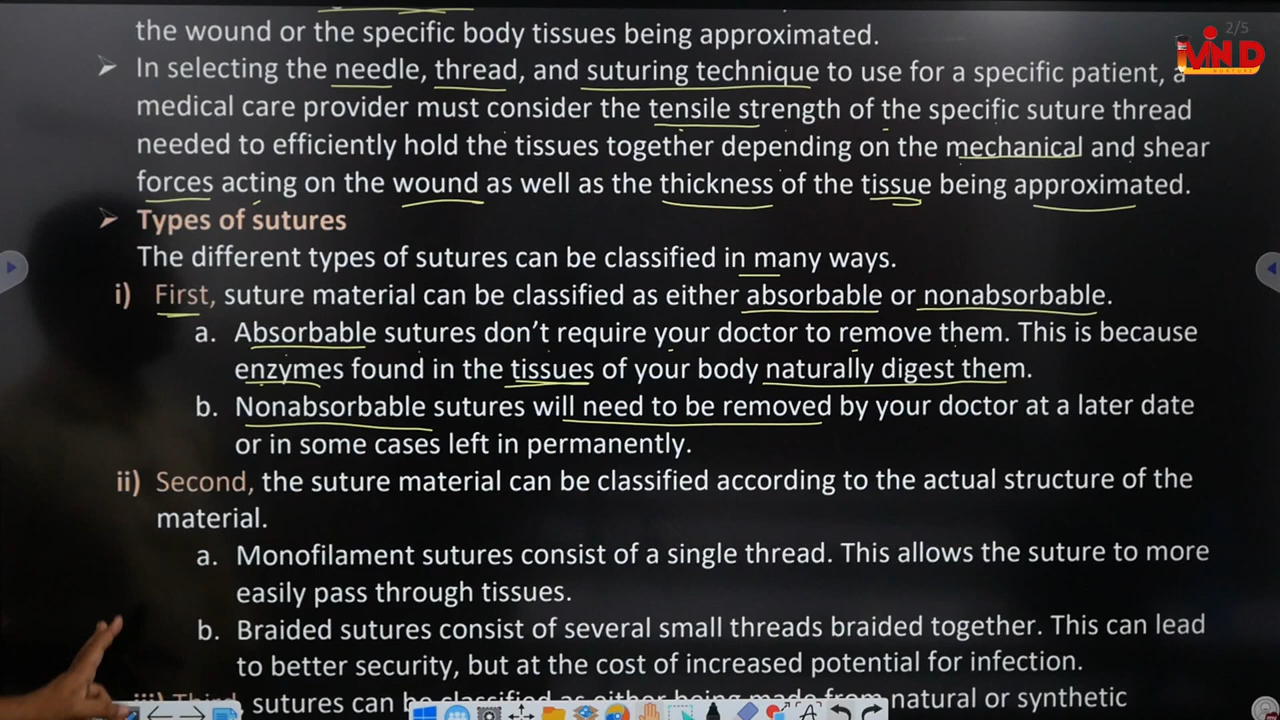 the wound or the specific body tissues being approximated.
2/5
MIND
NURTURE
➤ In selecting the needle, thread, and suturing technique to use for a specific patient, a
medical care provider must consider the tensile strength of the specific suture thread
needed to efficiently hold the tissues together depending on the mechanical and shear
forces acting on the wound as well as the thickness of the tissue being approximated.
➤ Types of sutures
The different types of sutures can be classified in many ways.
i) First, suture material can be classified as either absorbable or nonabsorbable.
a. Absorbable sutures don't require your doctor to remove them. This is because
enzymes found in the tissues of your body naturally digest them.
b. Nonabsorbable sutures will need to be removed by your doctor at a later date
or in some cases left in permanently.
ii) Second, the suture material can be classified according to the actual structure of the
material.
a. Monofilament sutures consist of a single thread. This allows the suture to more
easily pass through tissues.
b. Braided sutures consist of several small threads braided together. This can lead
to better security, but at the cost of increased potential for infection.
iii) Third, sutures can be classified as either being made from natural or synthetic